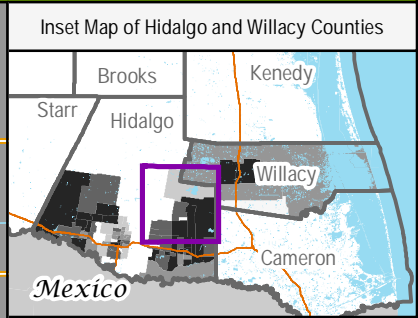 Inset Map of Hidalgo and Willacy Counties
Brooks
Kenedy
Starr
Hidalgo
Willacy
Cameron
Mexico